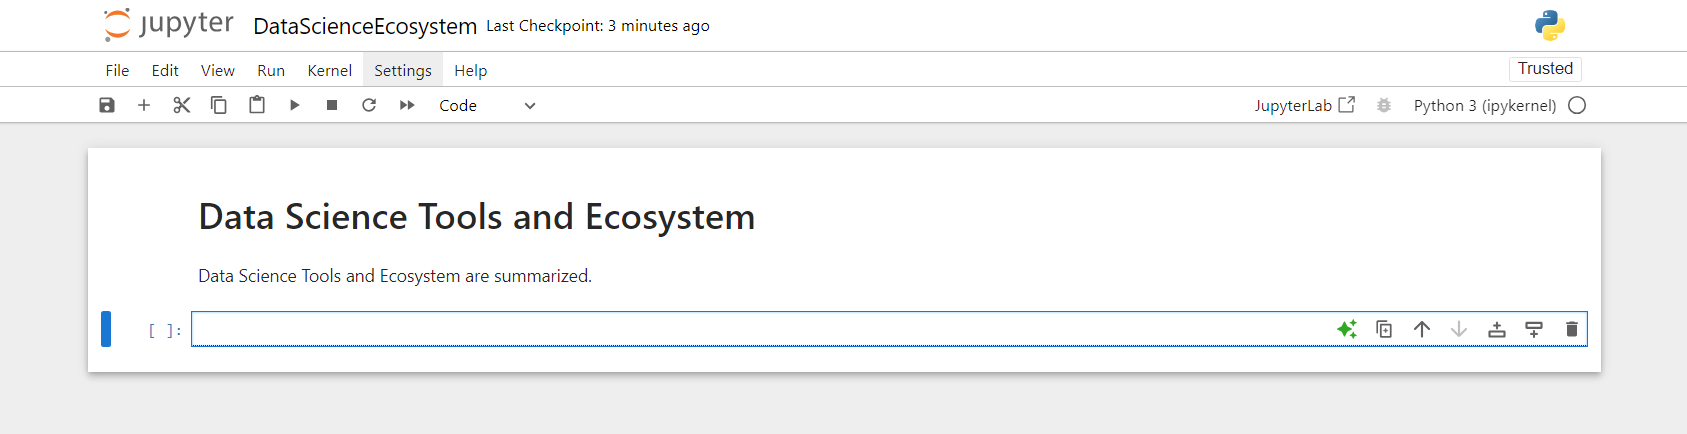 jupyter DataScienceEcosystem Last Checkpoint: 3 minutes ago
File Edit View Run Kernel Settings Help Trusted
Code JupyterLab Python 3 (ipykernel)
Data Science Tools and Ecosystem
Data Science Tools and Ecosystem are summarized.
[ ]: